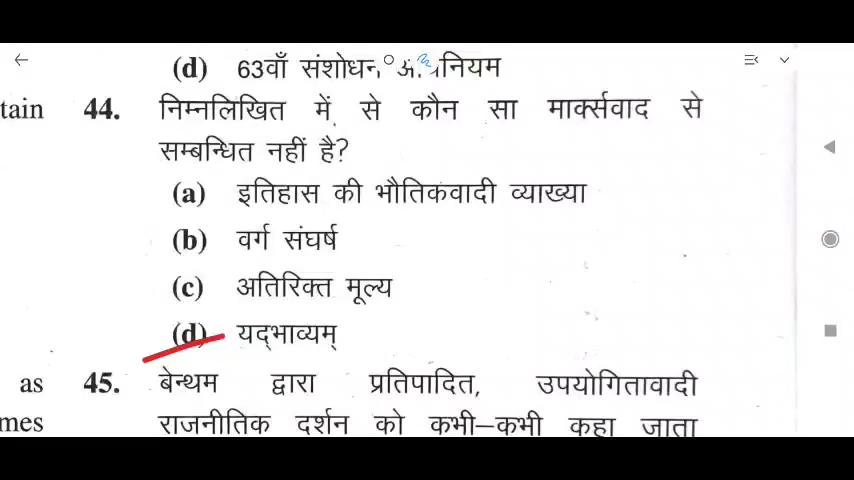 (d) 63वाँ संशोधन
tain 44. निम्नलिखित में से कौन सा मार्क्सवाद से
सम्बन्धित नहीं है?
(a) इतिहास की भौतिकवादी व्याख्या
(b) वर्ग संघर्ष
(c) अतिरिक्त मूल्य
(d) यद्भाव्यम्
as 45. बेन्थम द्वारा प्रतिपादित, उपयोगितावादी
mes राजनीतिक दर्शन को कभी–कभी कहा जाता